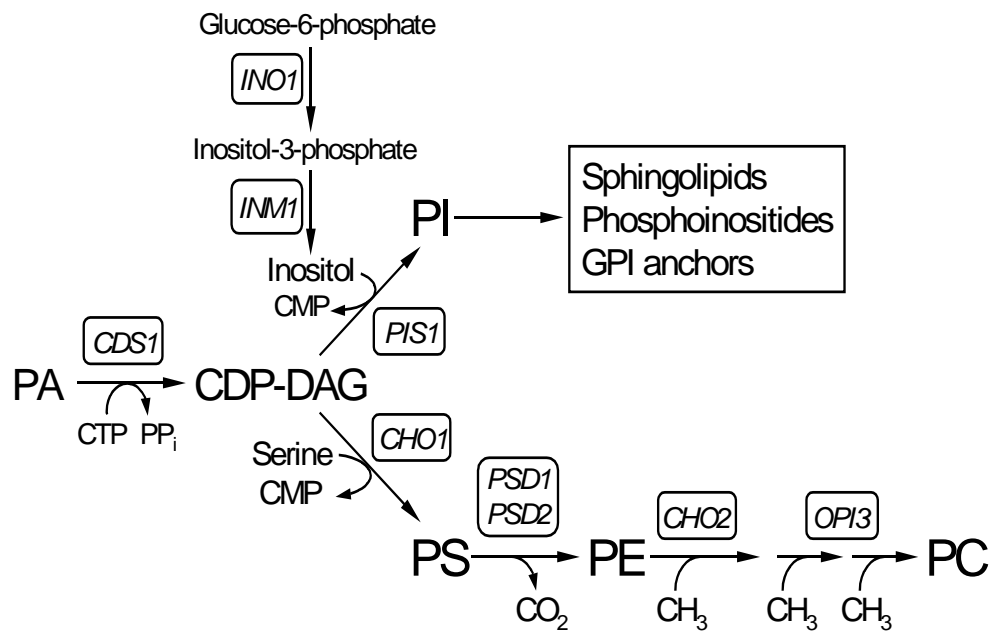 Glucose-6-phosphate
INO1
Inositol-3-phosphate
INM1
PI
Sphingolipids
Phosphoinositides
GPI anchors
Inositol
CMP
PIS1
CDS1
PA
CDP-DAG
CTP PPi
CHO1
Serine
CMP
PSD1
PSD2
CHO2
OPI3
PS
PE
PC
CO2
CH3
CH3
CH3